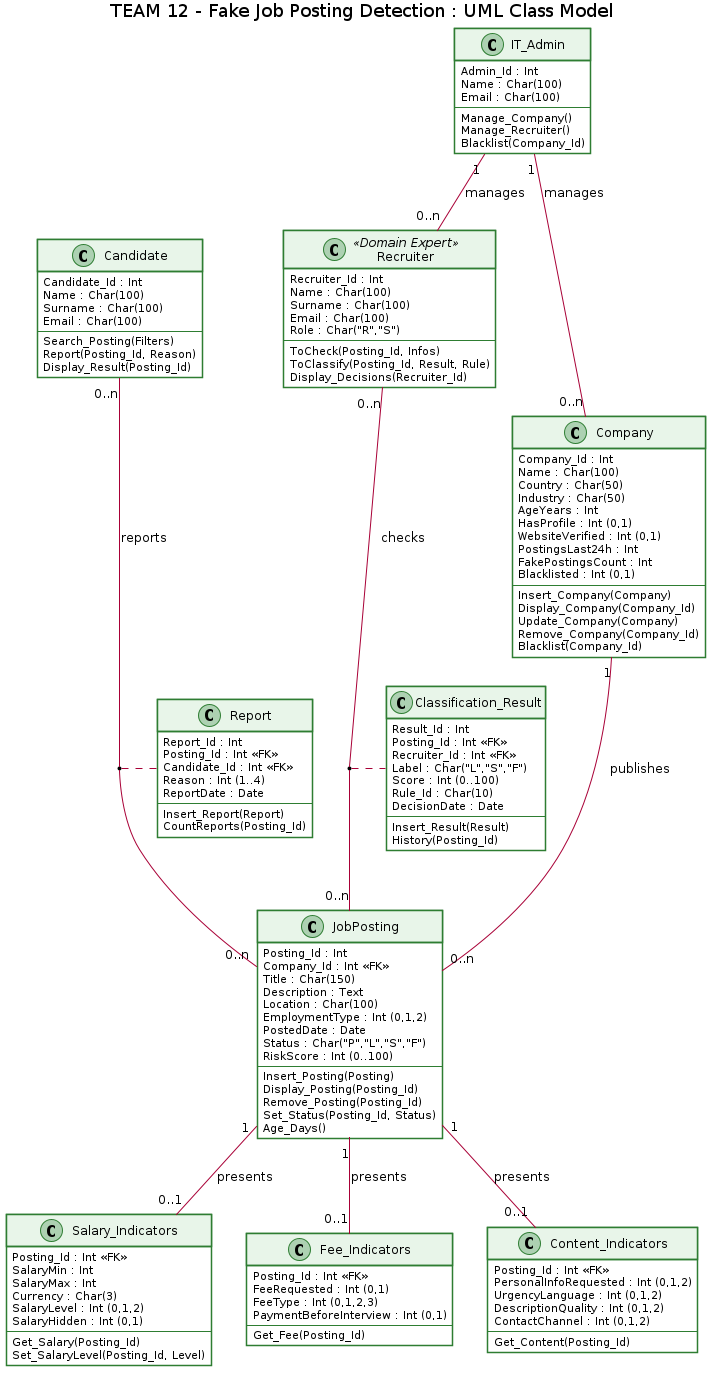 TEAM 12 - Fake Job Posting Detection : UML Class Model
C IT_Admin
Admin_Id : Int
Name : Char(100)
Email : Char(100)
Manage_Company()
Manage_Recruiter()
Blacklist(Company_Id)
1
1
manages
manages
0..n
0..n
C Candidate
Candidate_Id : Int
Name : Char(100)
Surname : Char(100)
Email : Char(100)
Search_Posting(Filters)
Report(Posting_Id, Reason)
Display_Result(Posting_Id)
0..n
reports
C «Domain Expert»
Recruiter
Recruiter_Id : Int
Name : Char(100)
Surname : Char(100)
Email : Char(100)
Role : Char("R","S")
ToCheck(Posting_Id, Infos)
ToClassify(Posting_Id, Result, Rule)
Display_Decisions(Recruiter_Id)
0..n
checks
C Company
Company_Id : Int
Name : Char(100)
Country : Char(50)
Industry : Char(50)
AgeYears : Int
HasProfile : Int (0,1)
WebsiteVerified : Int (0,1)
PostingsLast24h : Int
FakePostingsCount : Int
Blacklisted : Int (0,1)
Insert_Company(Company)
Display_Company(Company_Id)
Update_Company(Company)
Remove_Company(Company_Id)
Blacklist(Company_Id)
1
publishes
C Report
Report_Id : Int
Posting_Id : Int «FK»
Candidate_Id : Int «FK»
Reason : Int (1..4)
ReportDate : Date
Insert_Report(Report)
CountReports(Posting_Id)
C Classification_Result
Result_Id : Int
Posting_Id : Int «FK»
Recruiter_Id : Int «FK»
Label : Char("L","S","F")
Score : Int (0..100)
Rule_Id : Char(10)
DecisionDate : Date
Insert_Result(Result)
History(Posting_Id)
0..n
0..n
0..n
C JobPosting
Posting_Id : Int
Company_Id : Int «FK»
Title : Char(150)
Description : Text
Location : Char(100)
EmploymentType : Int (0,1,2)
PostedDate : Date
Status : Char("P","L","S","F")
RiskScore : Int (0..100)
Insert_Posting(Posting)
Display_Posting(Posting_Id)
Remove_Posting(Posting_Id)
Set_Status(Posting_Id, Status)
Age_Days()
1
1
1
presents
presents
presents
0..1
0..1
0..1
C Salary_Indicators
Posting_Id : Int «FK»
SalaryMin : Int
SalaryMax : Int
Currency : Char(3)
SalaryLevel : Int (0,1,2)
SalaryHidden : Int (0,1)
Get_Salary(Posting_Id)
Set_SalaryLevel(Posting_Id, Level)
C Fee_Indicators
Posting_Id : Int «FK»
FeeRequested : Int (0,1)
FeeType : Int (0,1,2,3)
PaymentBeforeInterview : Int (0,1)
Get_Fee(Posting_Id)
C Content_Indicators
Posting_Id : Int «FK»
PersonalInfoRequested : Int (0,1,2)
UrgencyLanguage : Int (0,1,2)
DescriptionQuality : Int (0,1,2)
ContactChannel : Int (0,1,2)
Get_Content(Posting_Id)